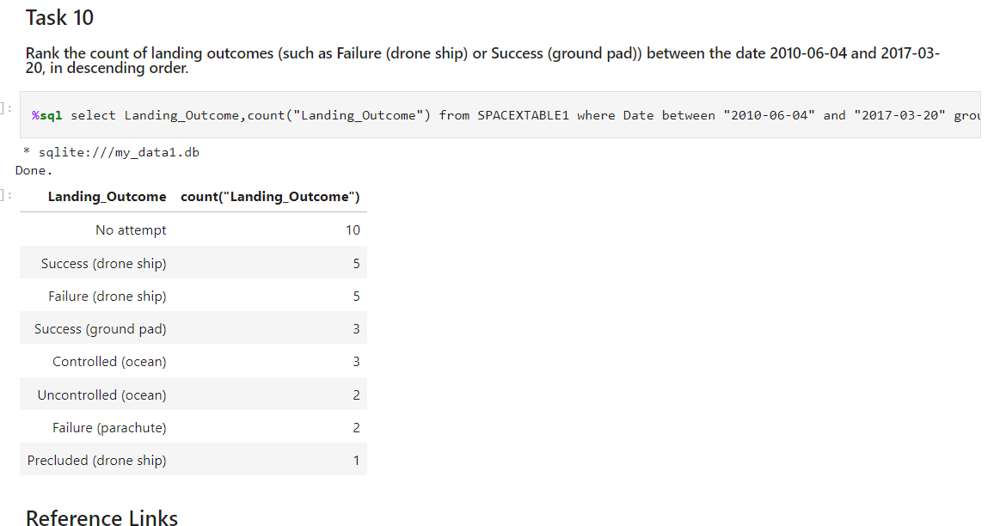 Task 10
Rank the count of landing outcomes (such as Failure (drone ship) or Success (ground pad)) between the date 2010-06-04 and 2017-03-
20, in descending order.
]:
%sql select Landing_Outcome,count("Landing_Outcome") from SPACEXTABLE1 where Date between "2010-06-04" and "2017-03-20" grou
* sqlite:///my_data1.db
Done.
]:
Landing_Outcome count("Landing_Outcome")
No attempt 10
Success (drone ship) 5
Failure (drone ship) 5
Success (ground pad) 3
Controlled (ocean) 3
Uncontrolled (ocean) 2
Failure (parachute) 2
Precluded (drone ship) 1
Reference Links